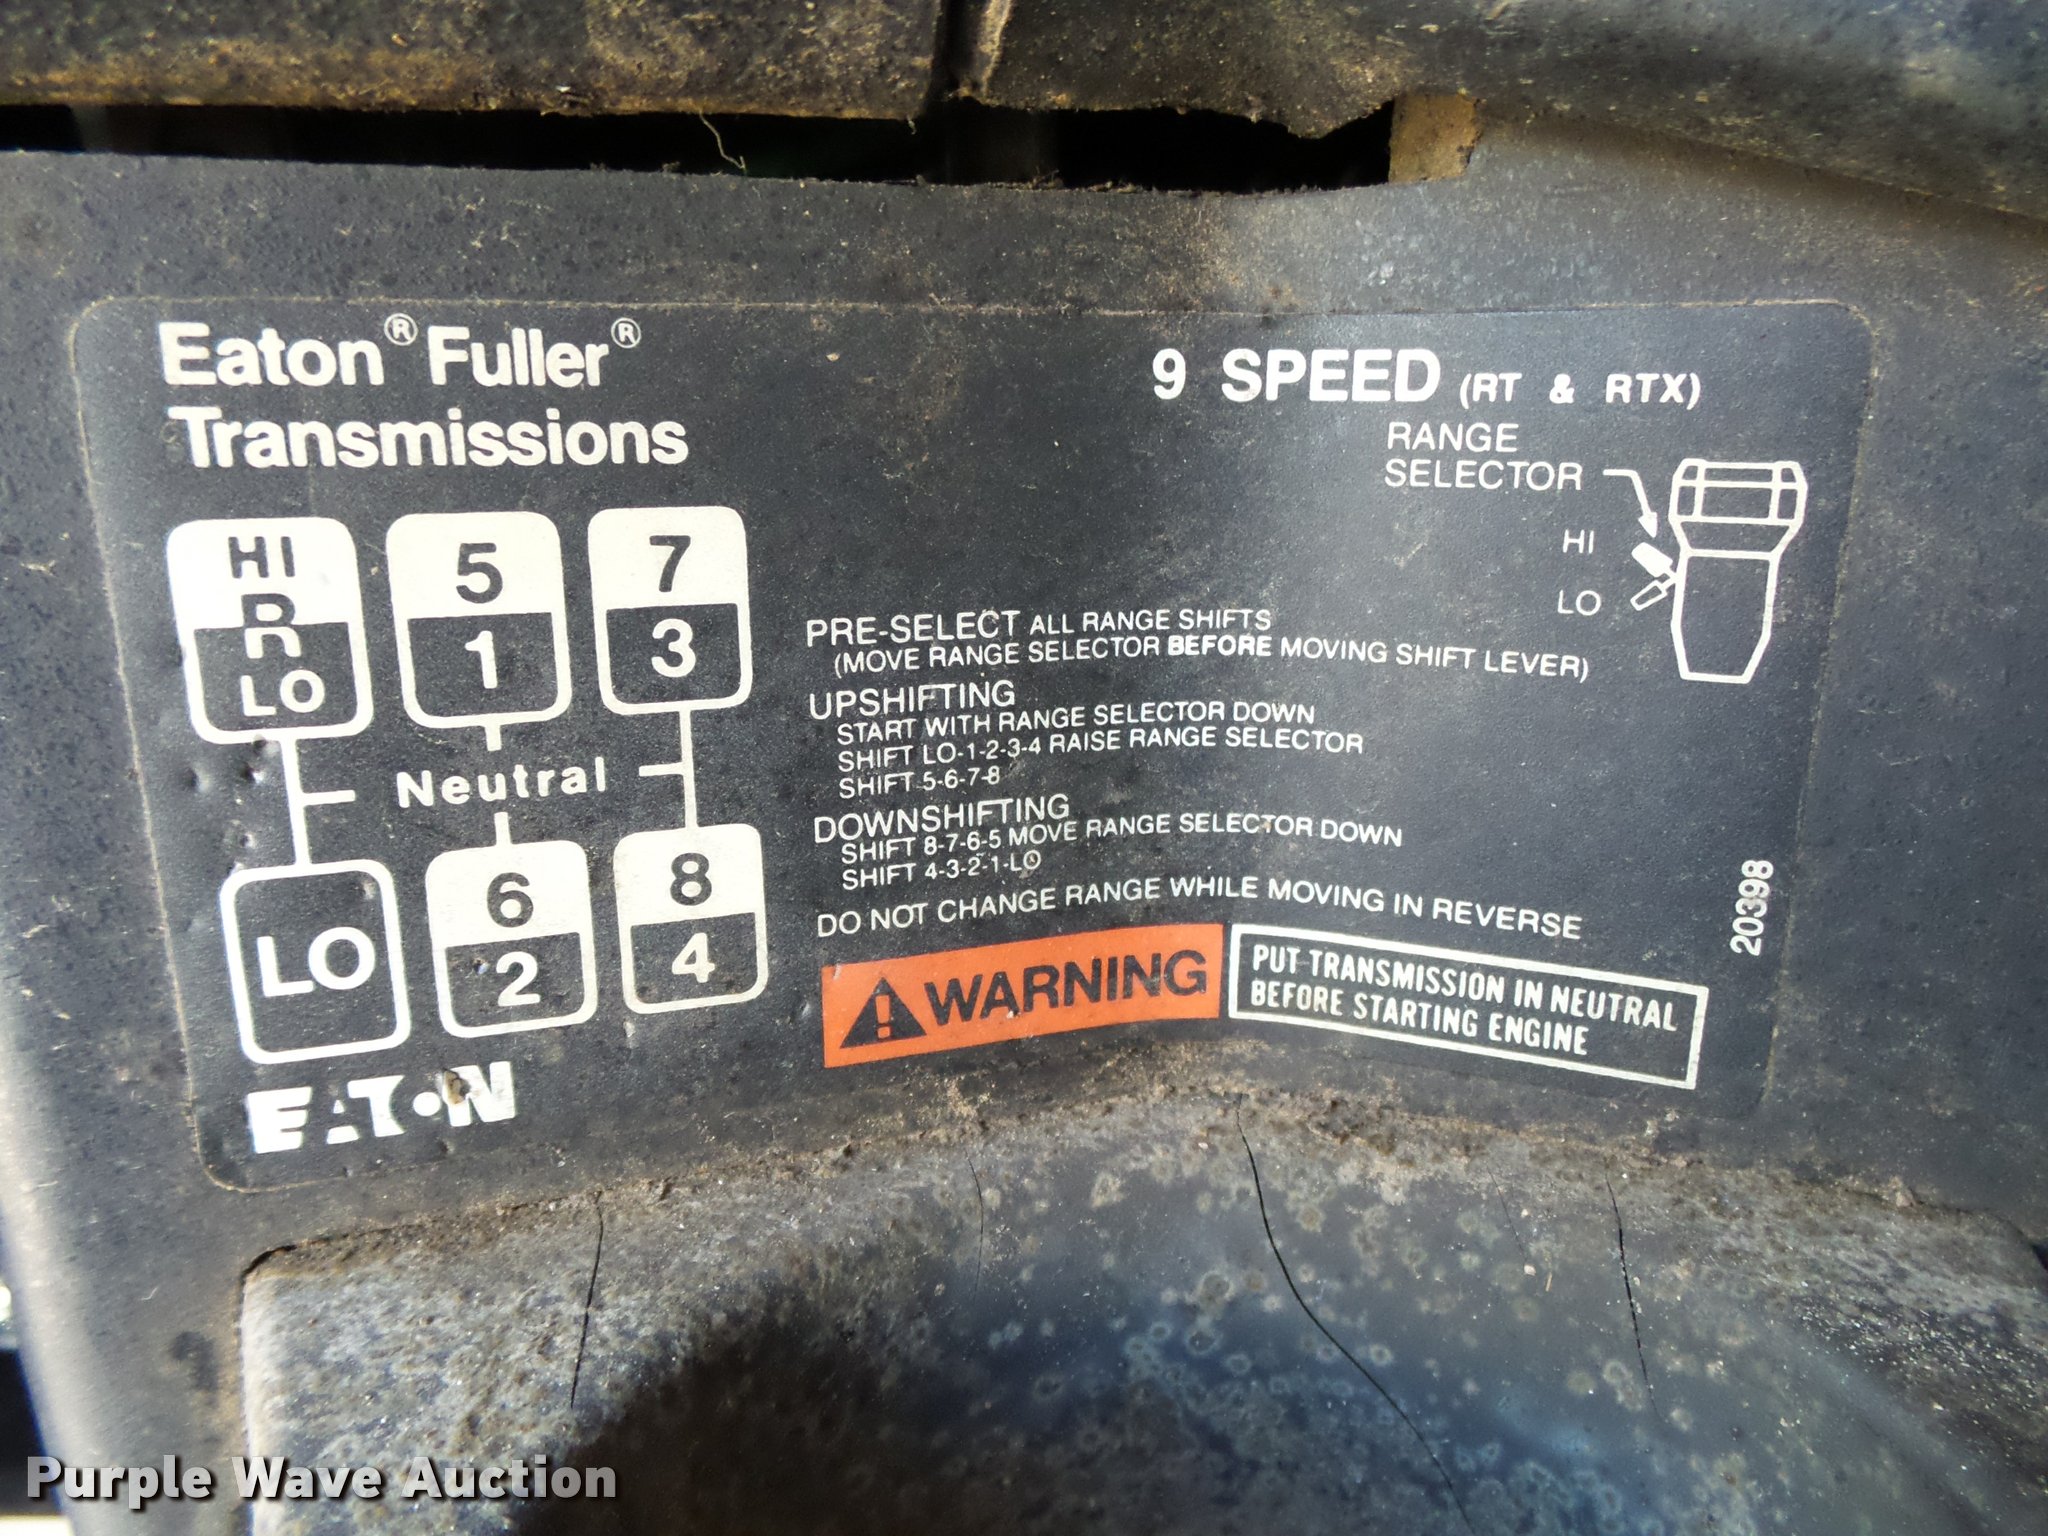 Eaton® Fuller®
Transmissions
9 SPEED (RT & RTX)
RANGE
SELECTOR
HI
LO
HI
R
R
LO
5
1
7
3
Neutral
LO
6
2
8
4
EATON
PRE-SELECT ALL RANGE SHIFTS
(MOVE RANGE SELECTOR BEFORE MOVING SHIFT LEVER)
UPSHIFTING
START WITH RANGE SELECTOR DOWN
SHIFT LO-1-2-3-4 RAISE RANGE SELECTOR
SHIFT 5-6-7-8
DOWNSHIFTING
SHIFT 8-7-6-5 MOVE RANGE SELECTOR DOWN
SHIFT 4-3-2-1-LO
DO NOT CHANGE RANGE WHILE MOVING IN REVERSE
WARNING
PUT TRANSMISSION IN NEUTRAL
BEFORE STARTING ENGINE
20398
Purple Wave Auction